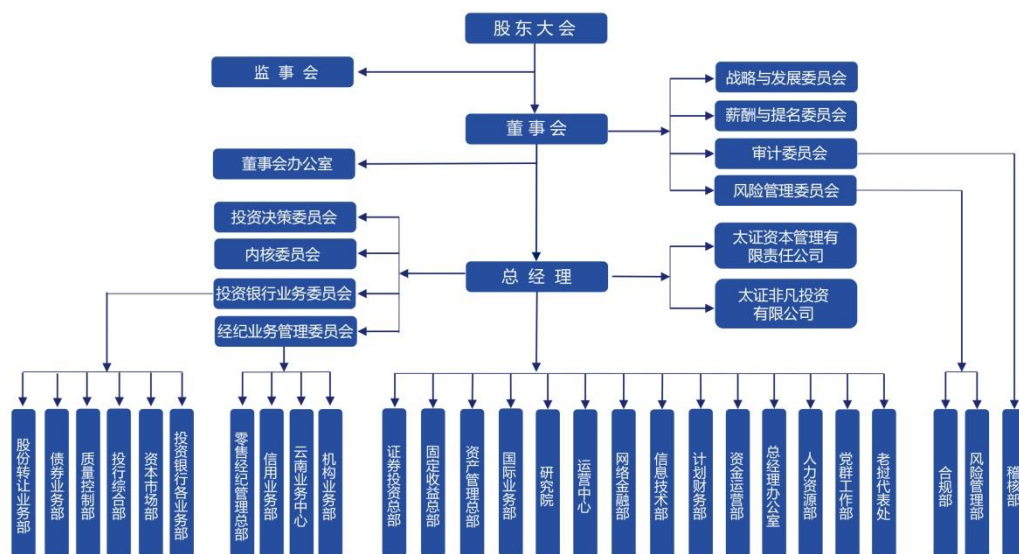 股东大会
监事会
战略与发展委员会
薪酬与提名委员会
董事会
审计委员会
董事会办公室
风险管理委员会
投资决策委员会
内核委员会
太证资本管理有
限责任公司
总经理
投资银行业务委员会
太证非凡投资
有限公司
经纪业务管理委员会
股份转让业务部
债券业务部
质量控制部
投行综合部
资本市场部
投资银行各业务部
零售经纪管理总部
信用业务部
云南业务中心
机构业务部
证券投资总部
固定收益总部
资产管理总部
国际业务部
研究院
运营中心
网络金融部
信息技术部
计划财务部
资金运营部
总经理办公室
人力资源部
党群工作部
老挝代表处
合规部
风险管理部
稽核部